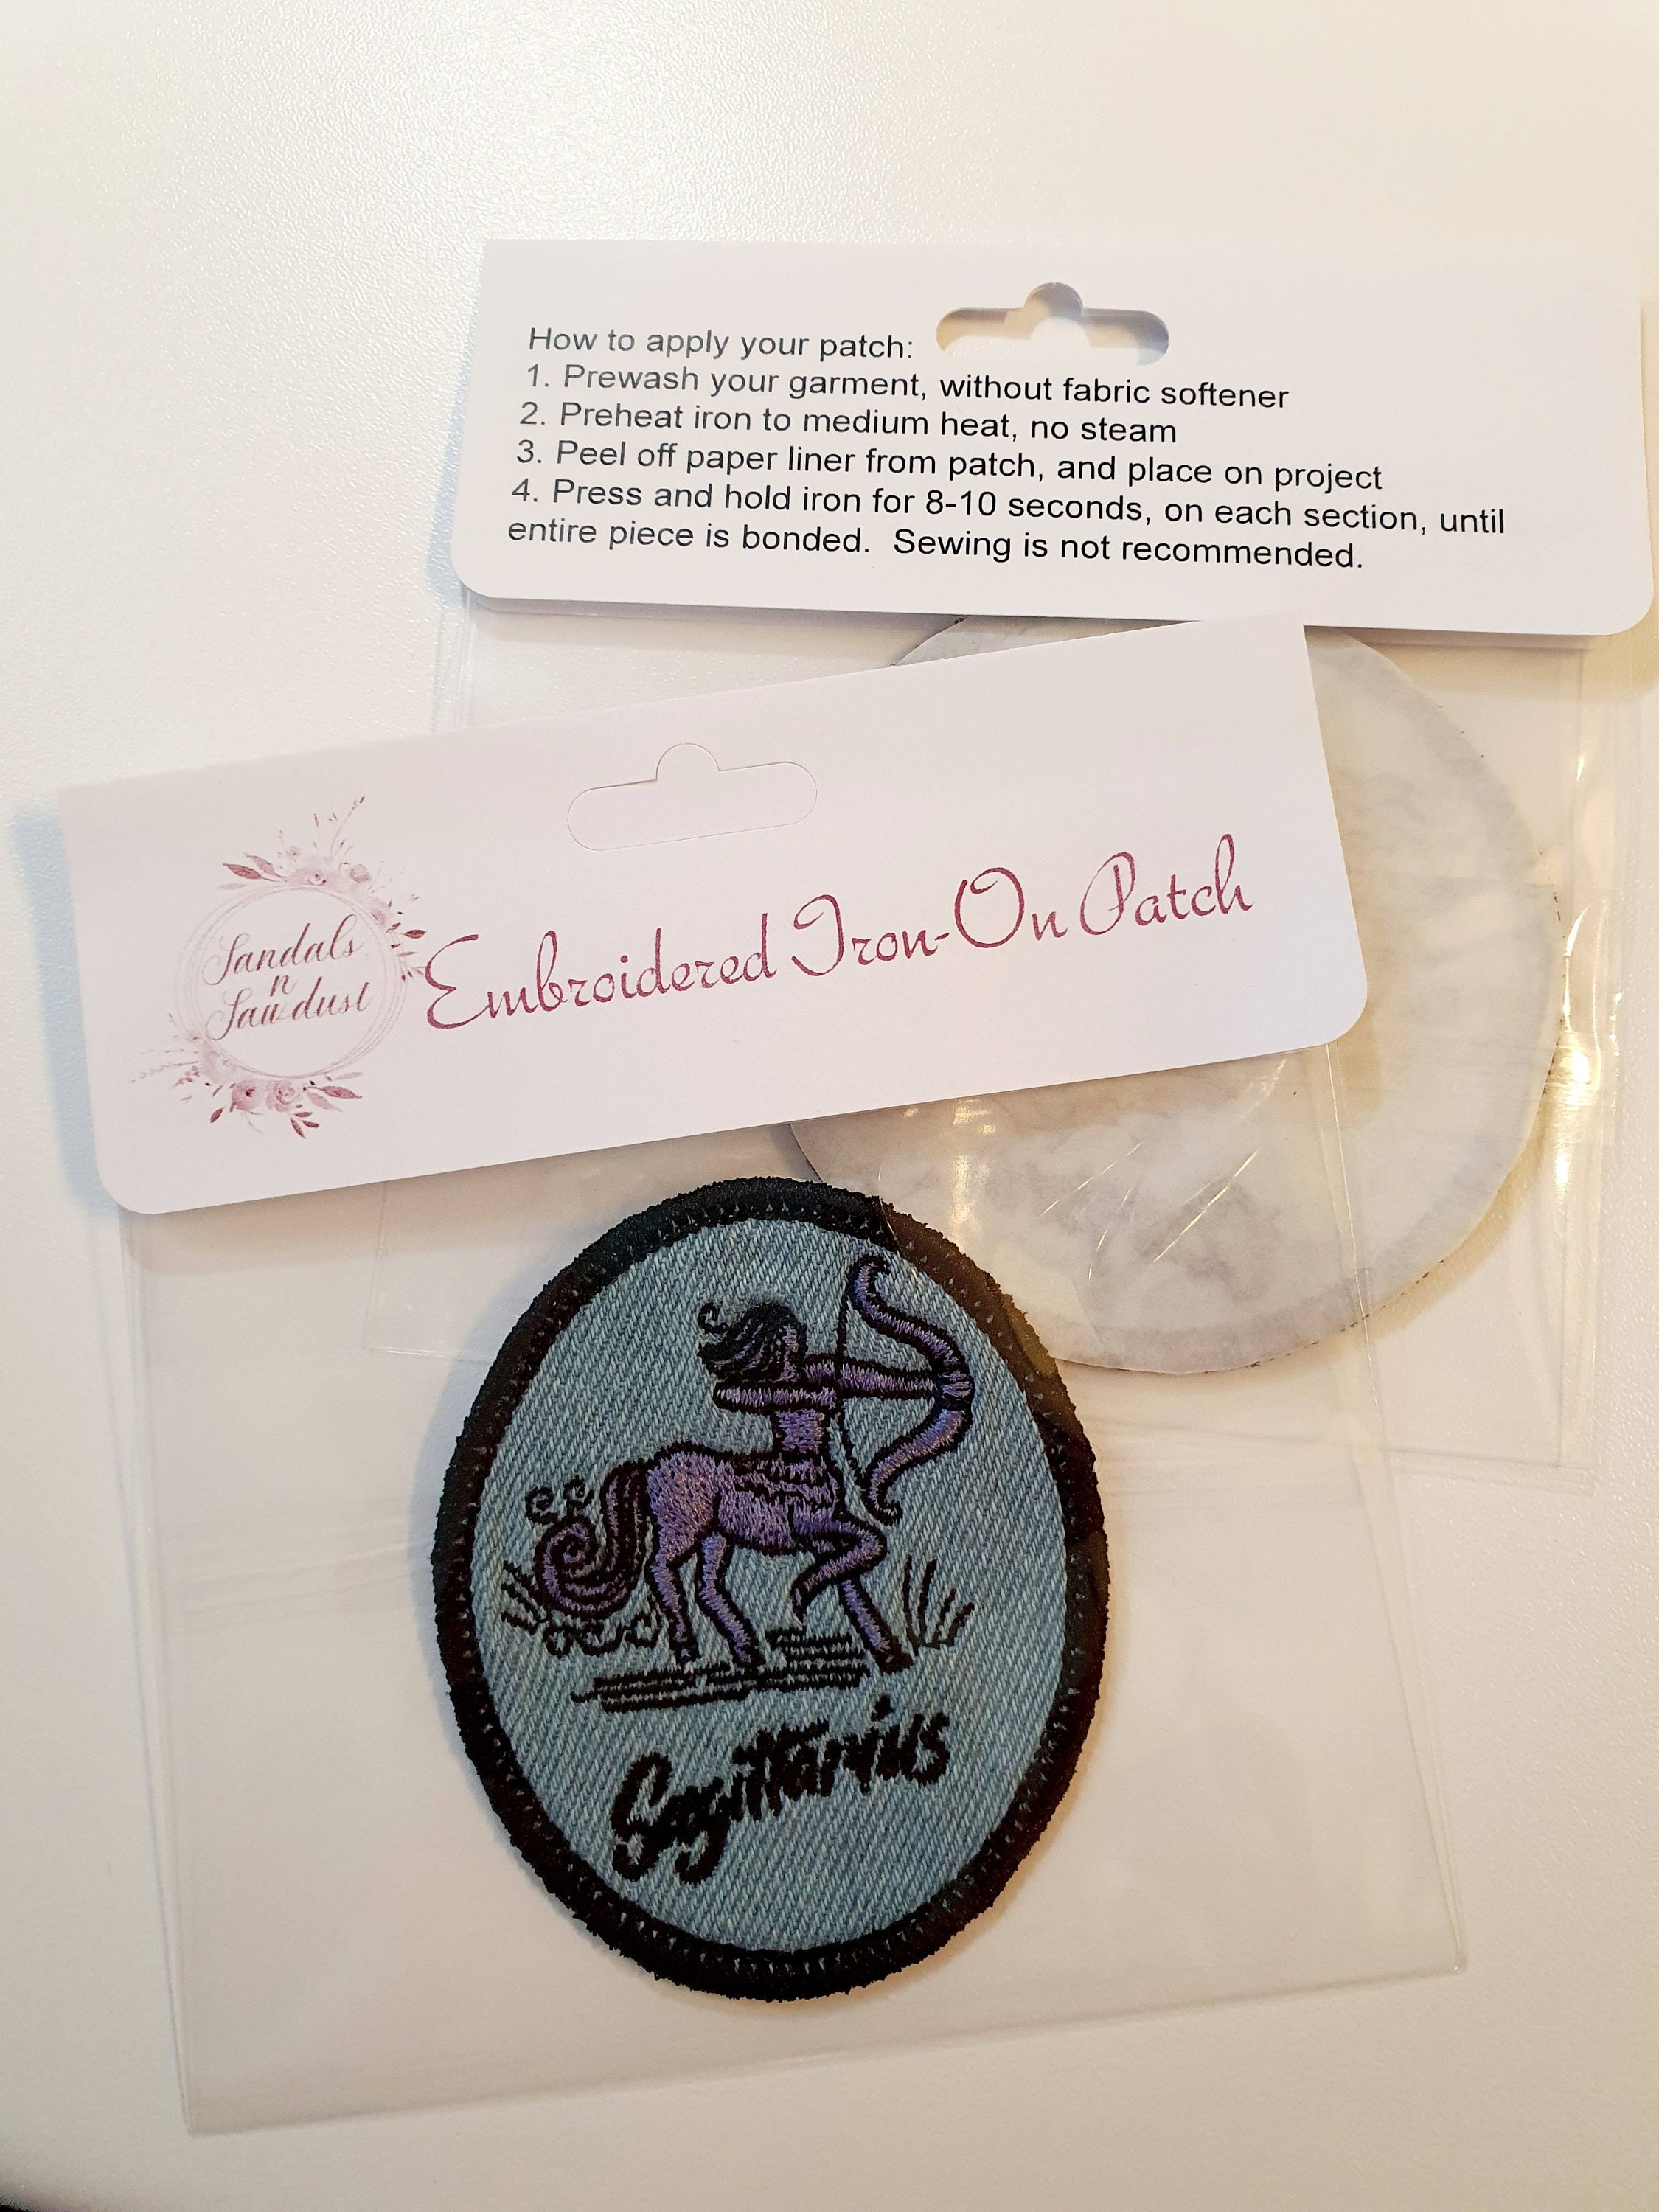 How to apply your patch:
1. Prewash your garment, without fabric softener
2. Preheat iron to medium heat, no steam
3. Peel off paper liner from patch, and place on project
4. Press and hold iron for 8-10 seconds, on each section, until
entire piece is bonded.  Sewing is not recommended.
Sandals
n
Sawdust
Embroidered Iron-On Patch
Sagittarius